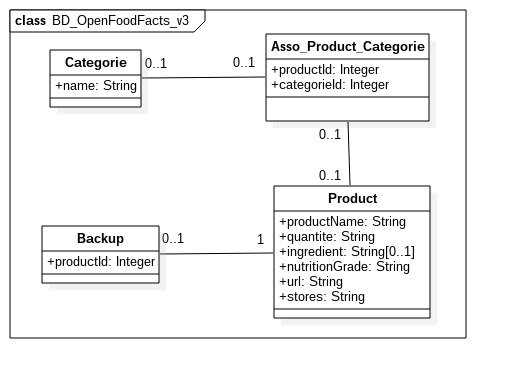 class BD_OpenFoodFacts_v3
Categorie
+name: String
0..1
0..1
Asso_Product_Categorie
+productId: Integer
+categorieId: Integer
0..1
0..1
Backup
+productId: Integer
0..1
1
Product
+productName: String
+quantite: String
+ingredient: String[0..1]
+nutritionGrade: String
+url: String
+stores: String